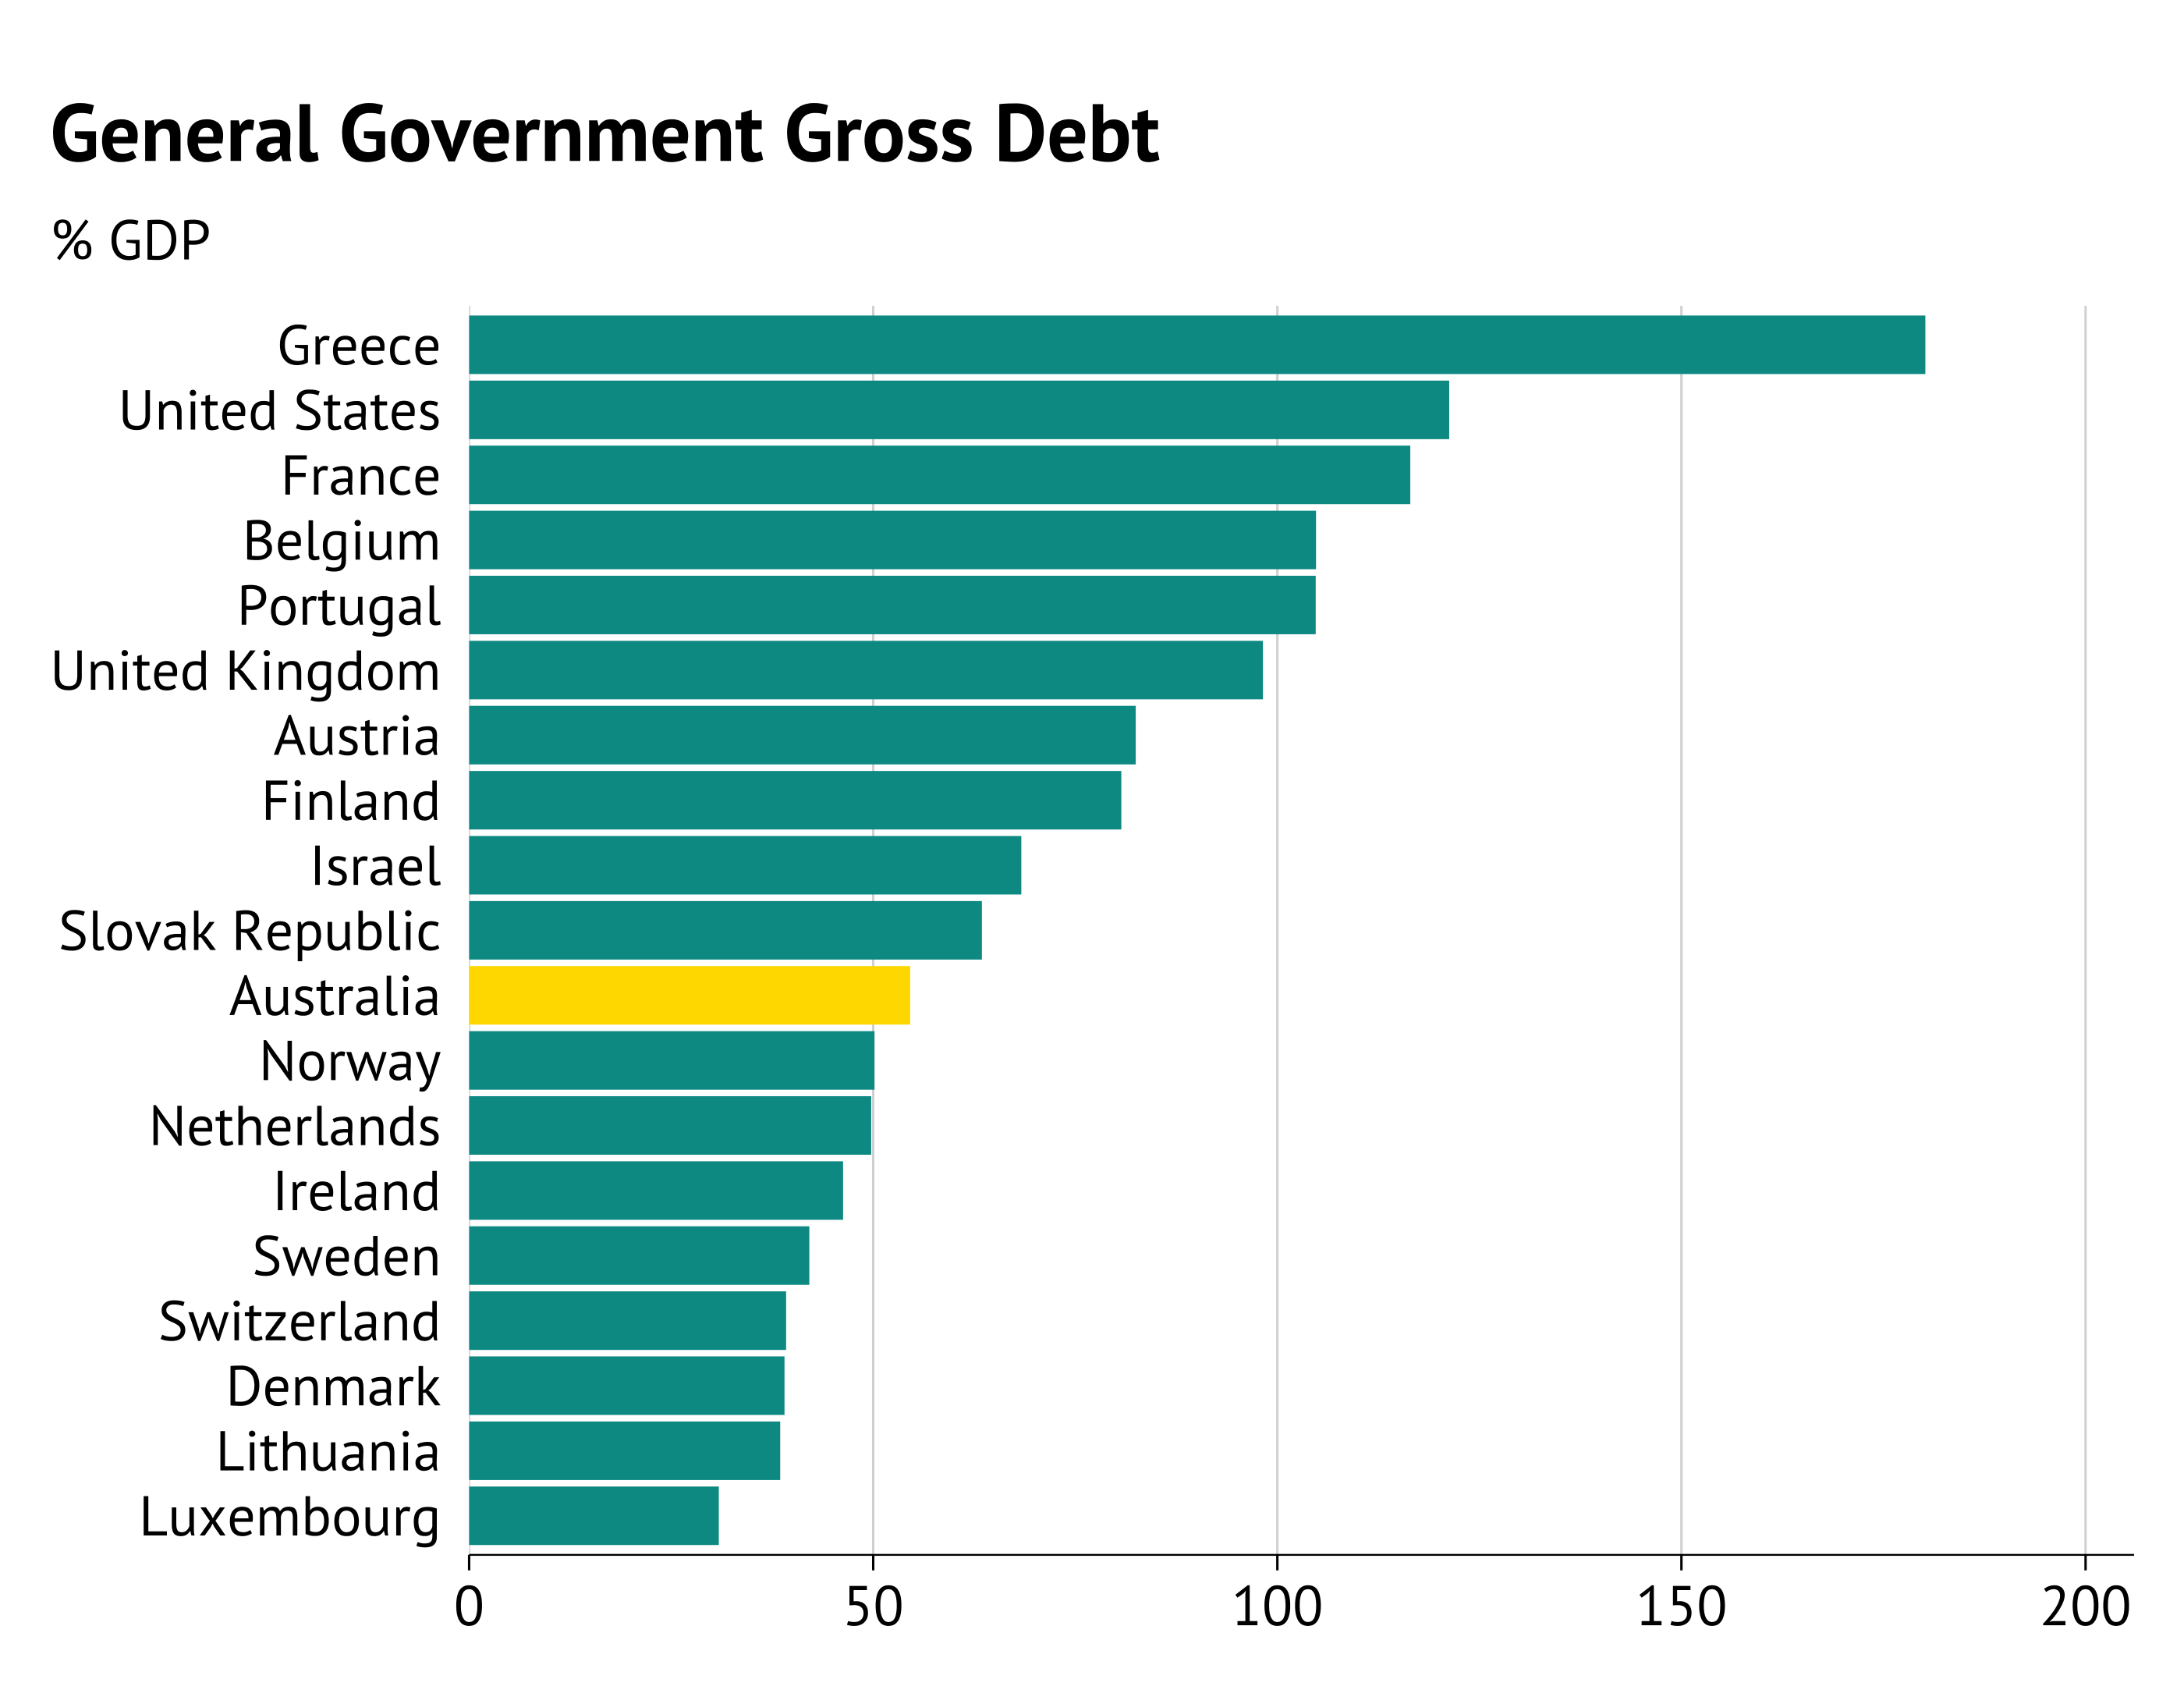 General Government Gross Debt
% GDP
Greece
United States
France
Belgium
Portugal
United Kingdom
Austria
Finland
Israel
Slovak Republic
Australia
Norway
Netherlands
Ireland
Sweden
Switzerland
Denmark
Lithuania
Luxembourg
0 50 100 150 200